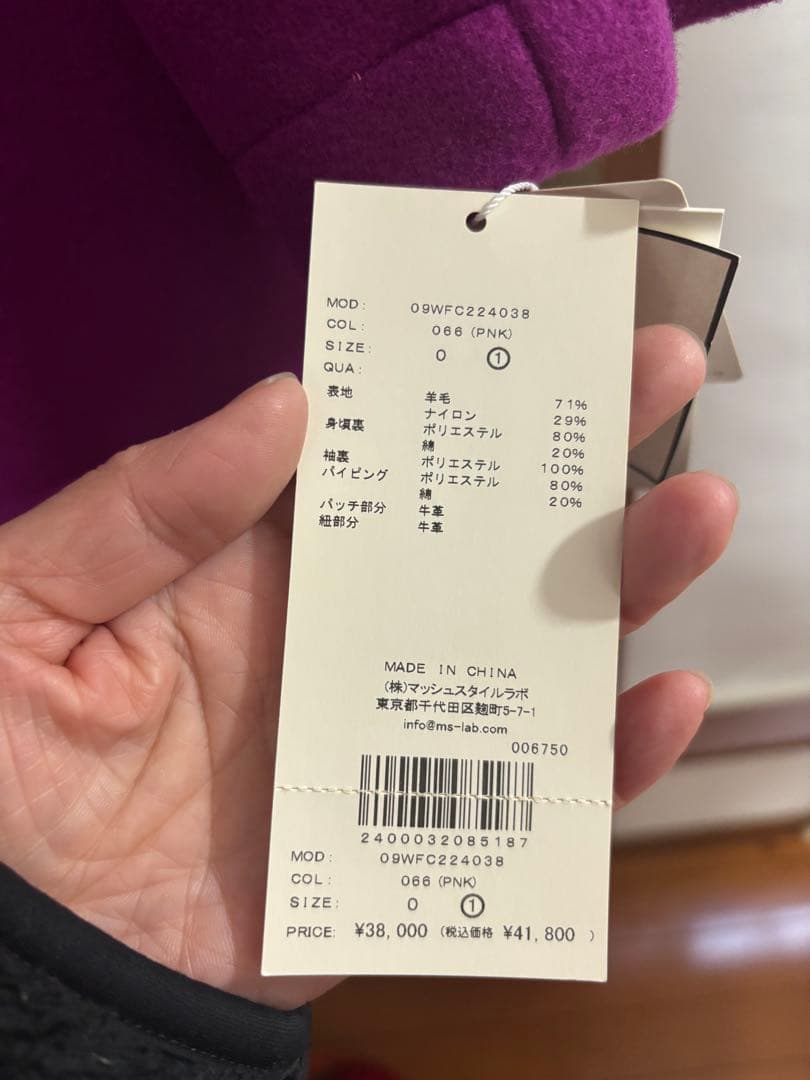 MOD: 09WFC224038
COL: 066 (PNK)
SIZE: 0 ①
QUA:
表地 羊毛 71%
ナイロン 29%
身頃裏 ポリエステル 80%
綿 20%
袖裏 ポリエステル 100%
パイピング ポリエステル 80%
綿 20%
パッチ部分 牛革
紐部分 牛革
MADE IN CHINA
(株)マッシュスタイルラボ
東京都千代田区麹町5-7-1
info@ms-lab.com
006750
2400032085187
MOD: 09WFC224038
COL: 066 (PNK)
SIZE: 0 ①
PRICE: ¥38,000 (税込価格 ¥41,800 )